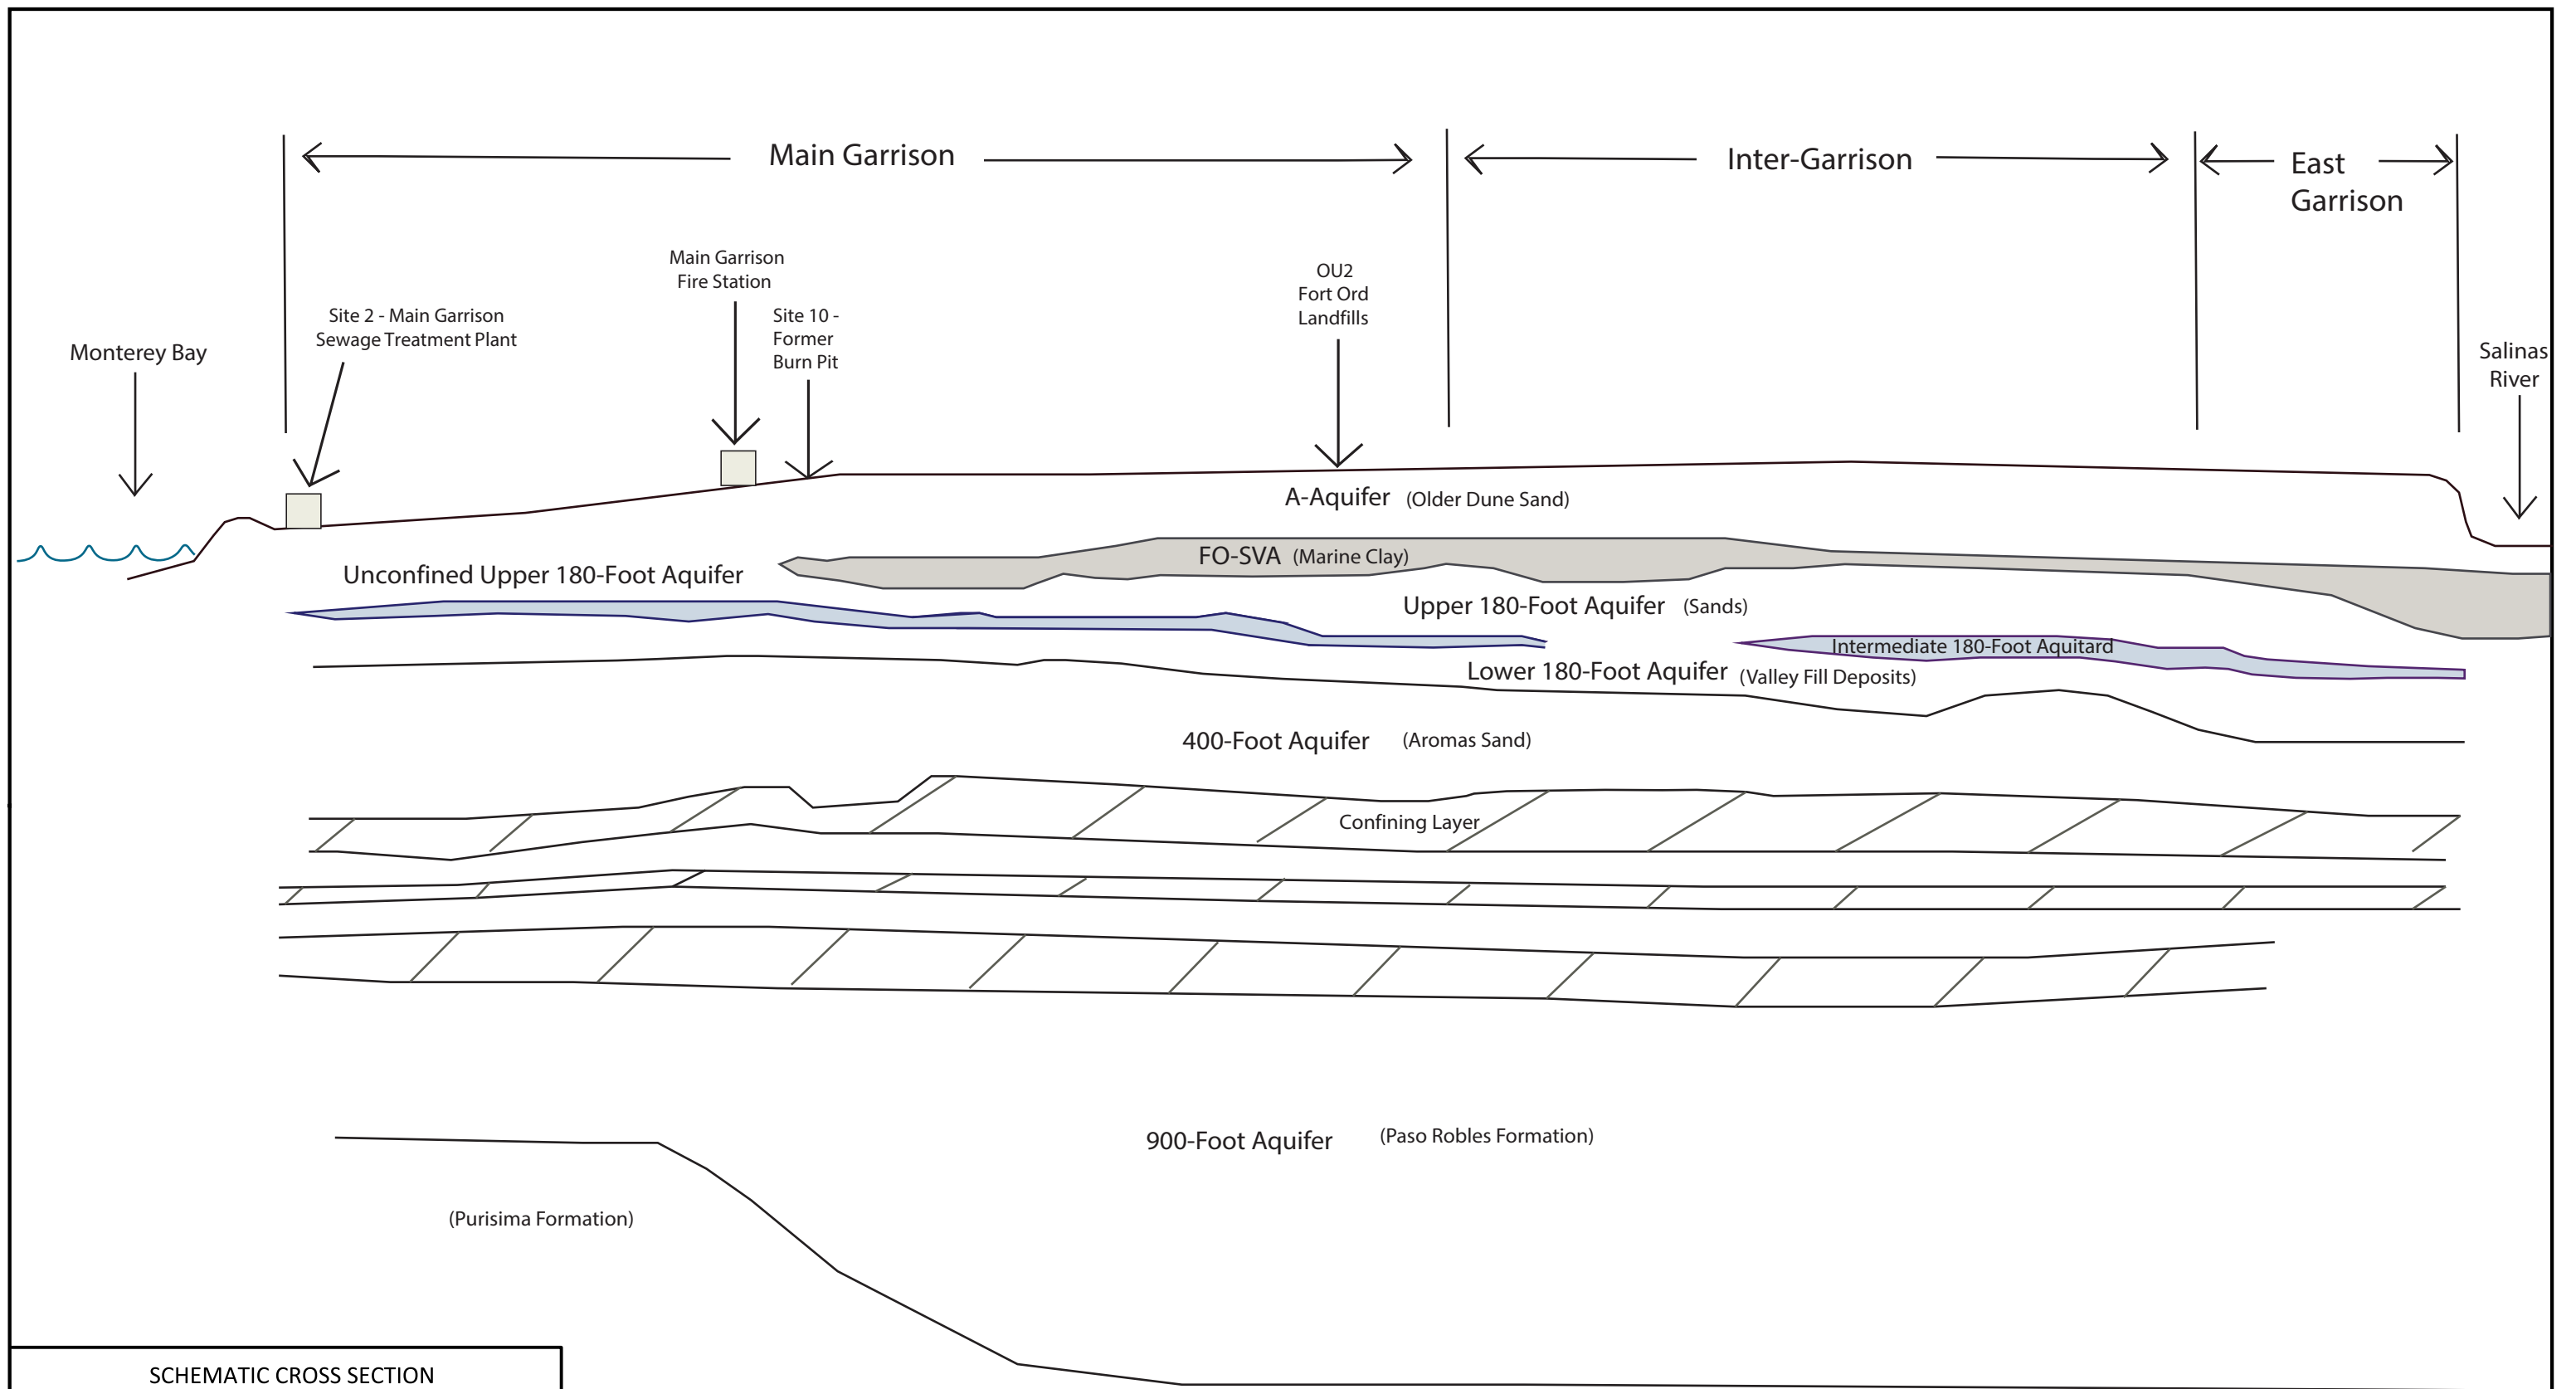 Main Garrison
Inter-Garrison
East
Garrison
Main Garrison
Fire Station
OU2
Fort Ord
Landfills
Site 2 - Main Garrison
Sewage Treatment Plant
Site 10 -
Former
Burn Pit
Monterey Bay
Salinas
River
A-Aquifer (Older Dune Sand)
FO-SVA (Marine Clay)
Unconfined Upper 180-Foot Aquifer
Upper 180-Foot Aquifer (Sands)
Intermediate 180-Foot Aquitard
Lower 180-Foot Aquifer (Valley Fill Deposits)
400-Foot Aquifer (Aromas Sand)
Confining Layer
900-Foot Aquifer (Paso Robles Formation)
(Purisima Formation)
SCHEMATIC CROSS SECTION